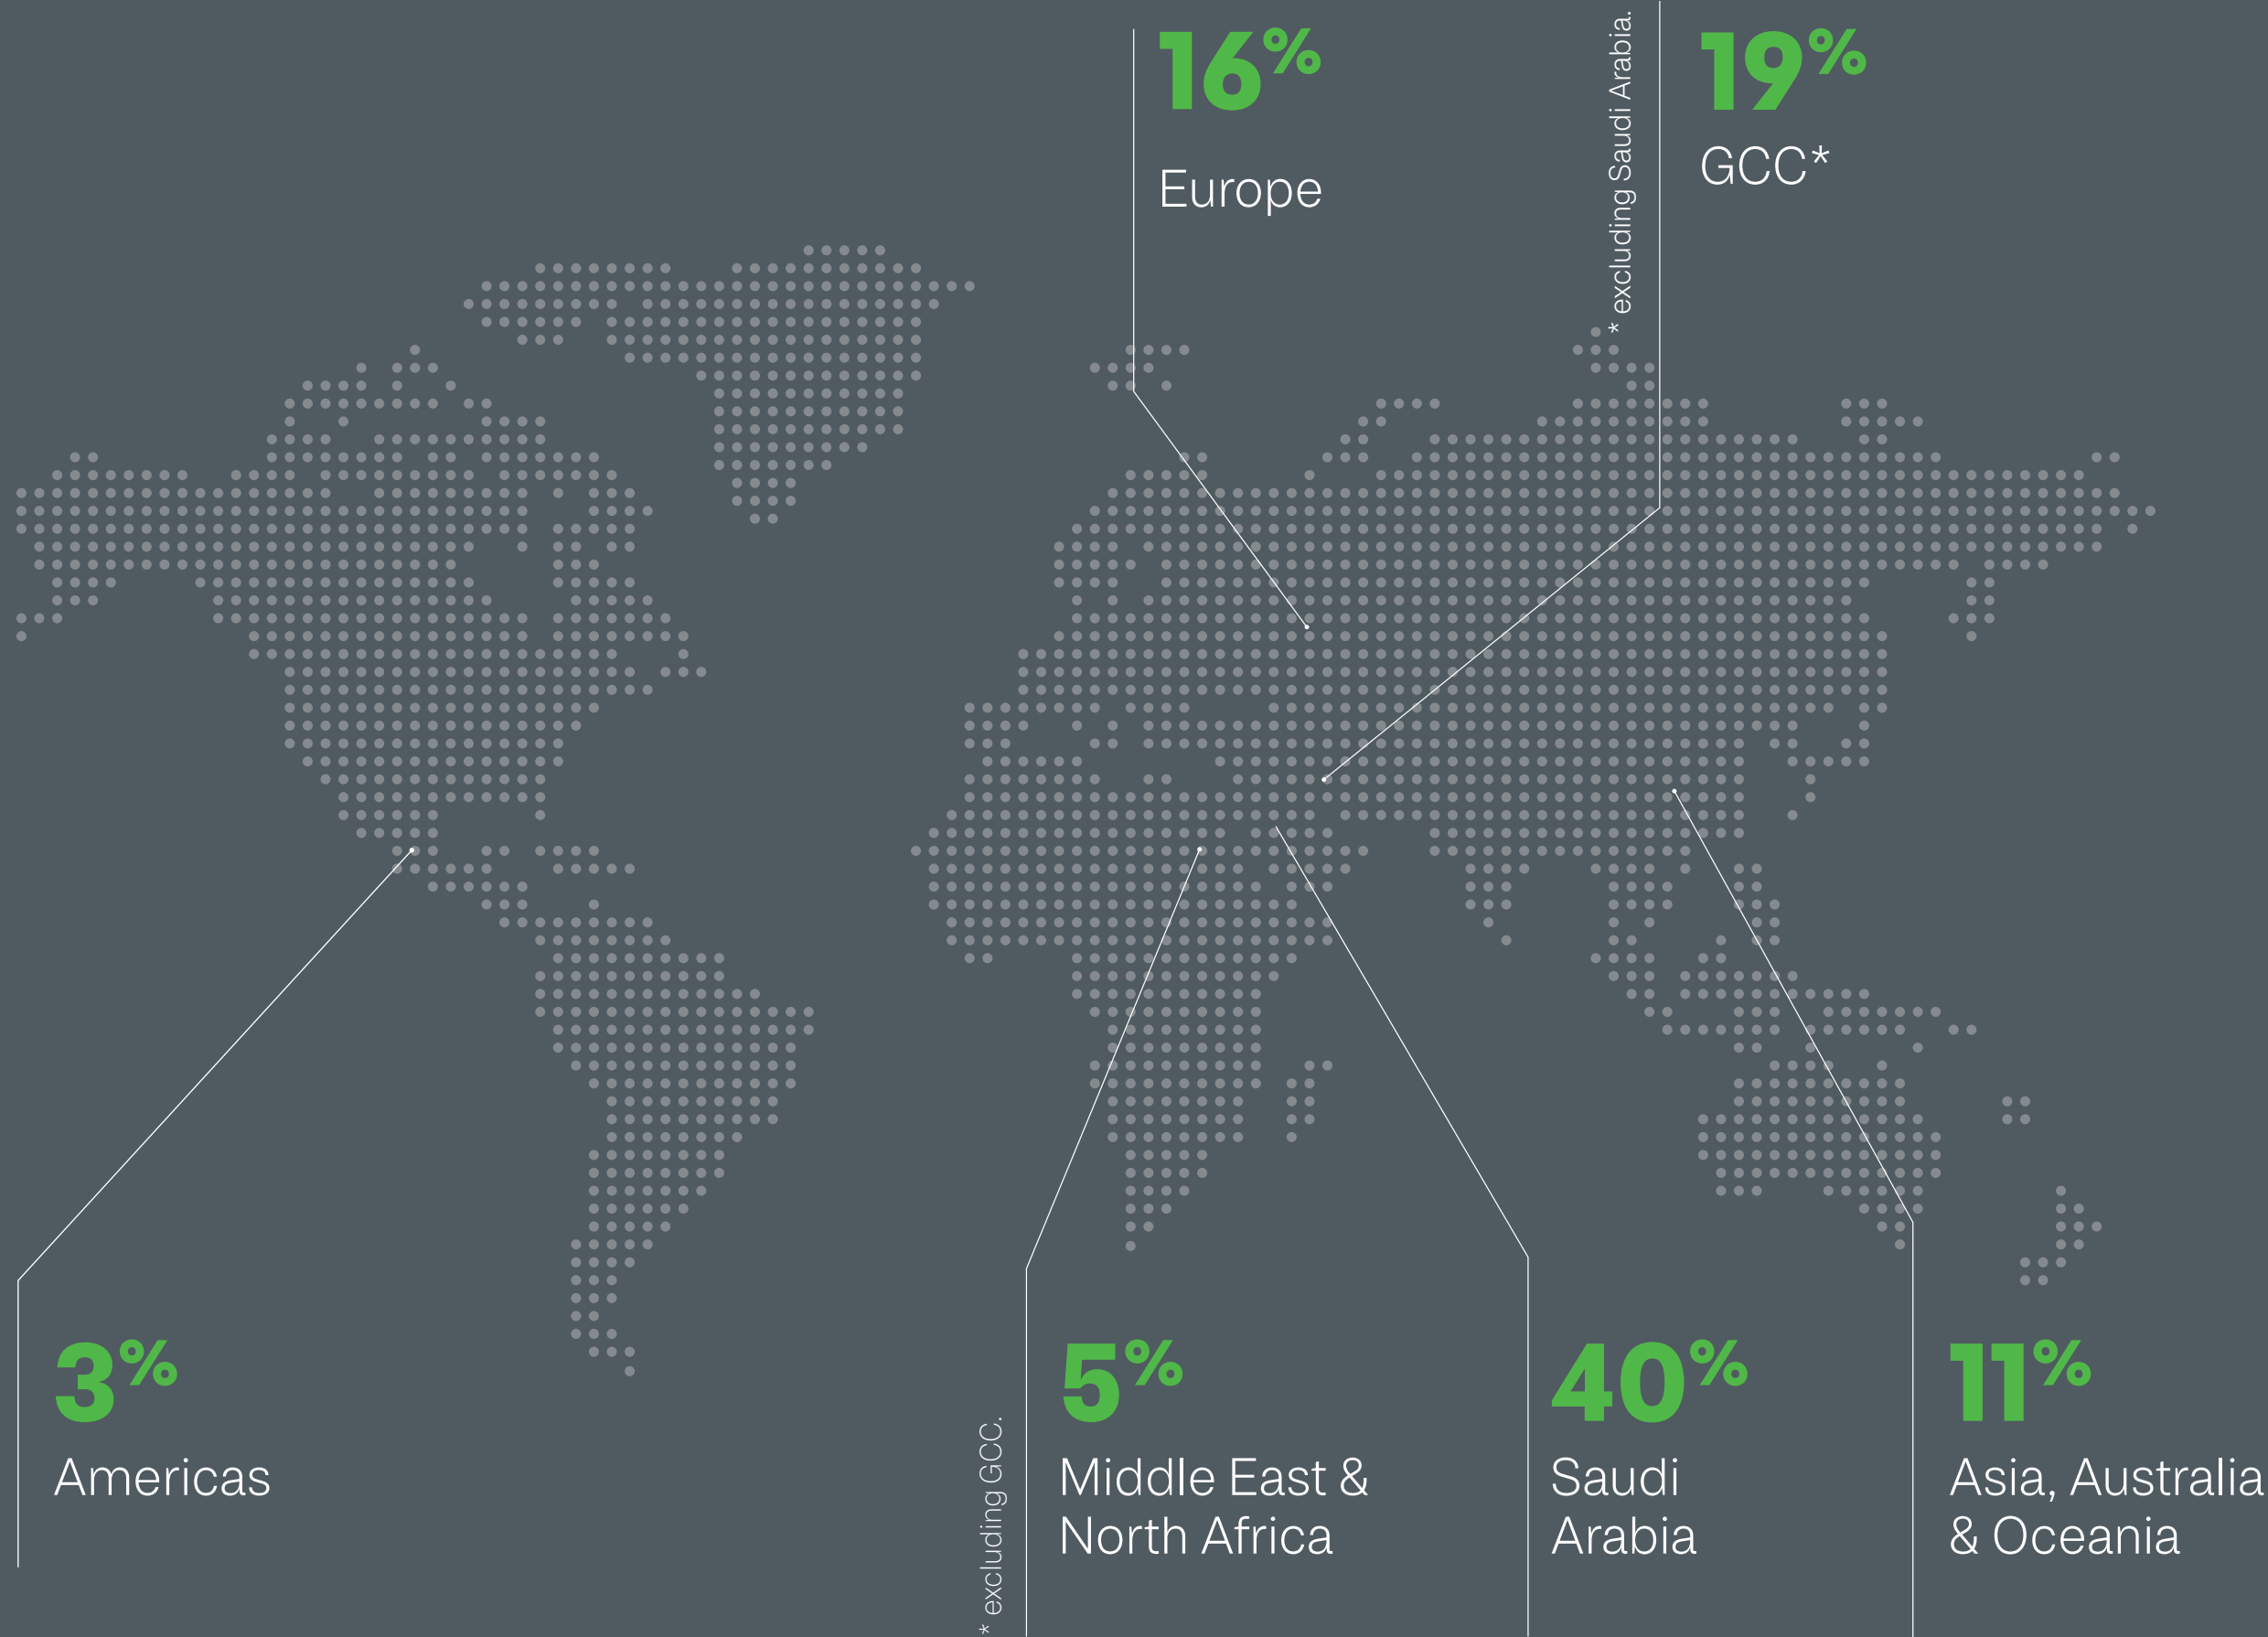 16%
Europe
* excluding Saudi Arabia.
19%
GCC*
3%
Americas
* excluding GCC.
5%
Middle East &
North Africa
40%
Saudi
Arabia
11%
Asia, Australia
& Oceania